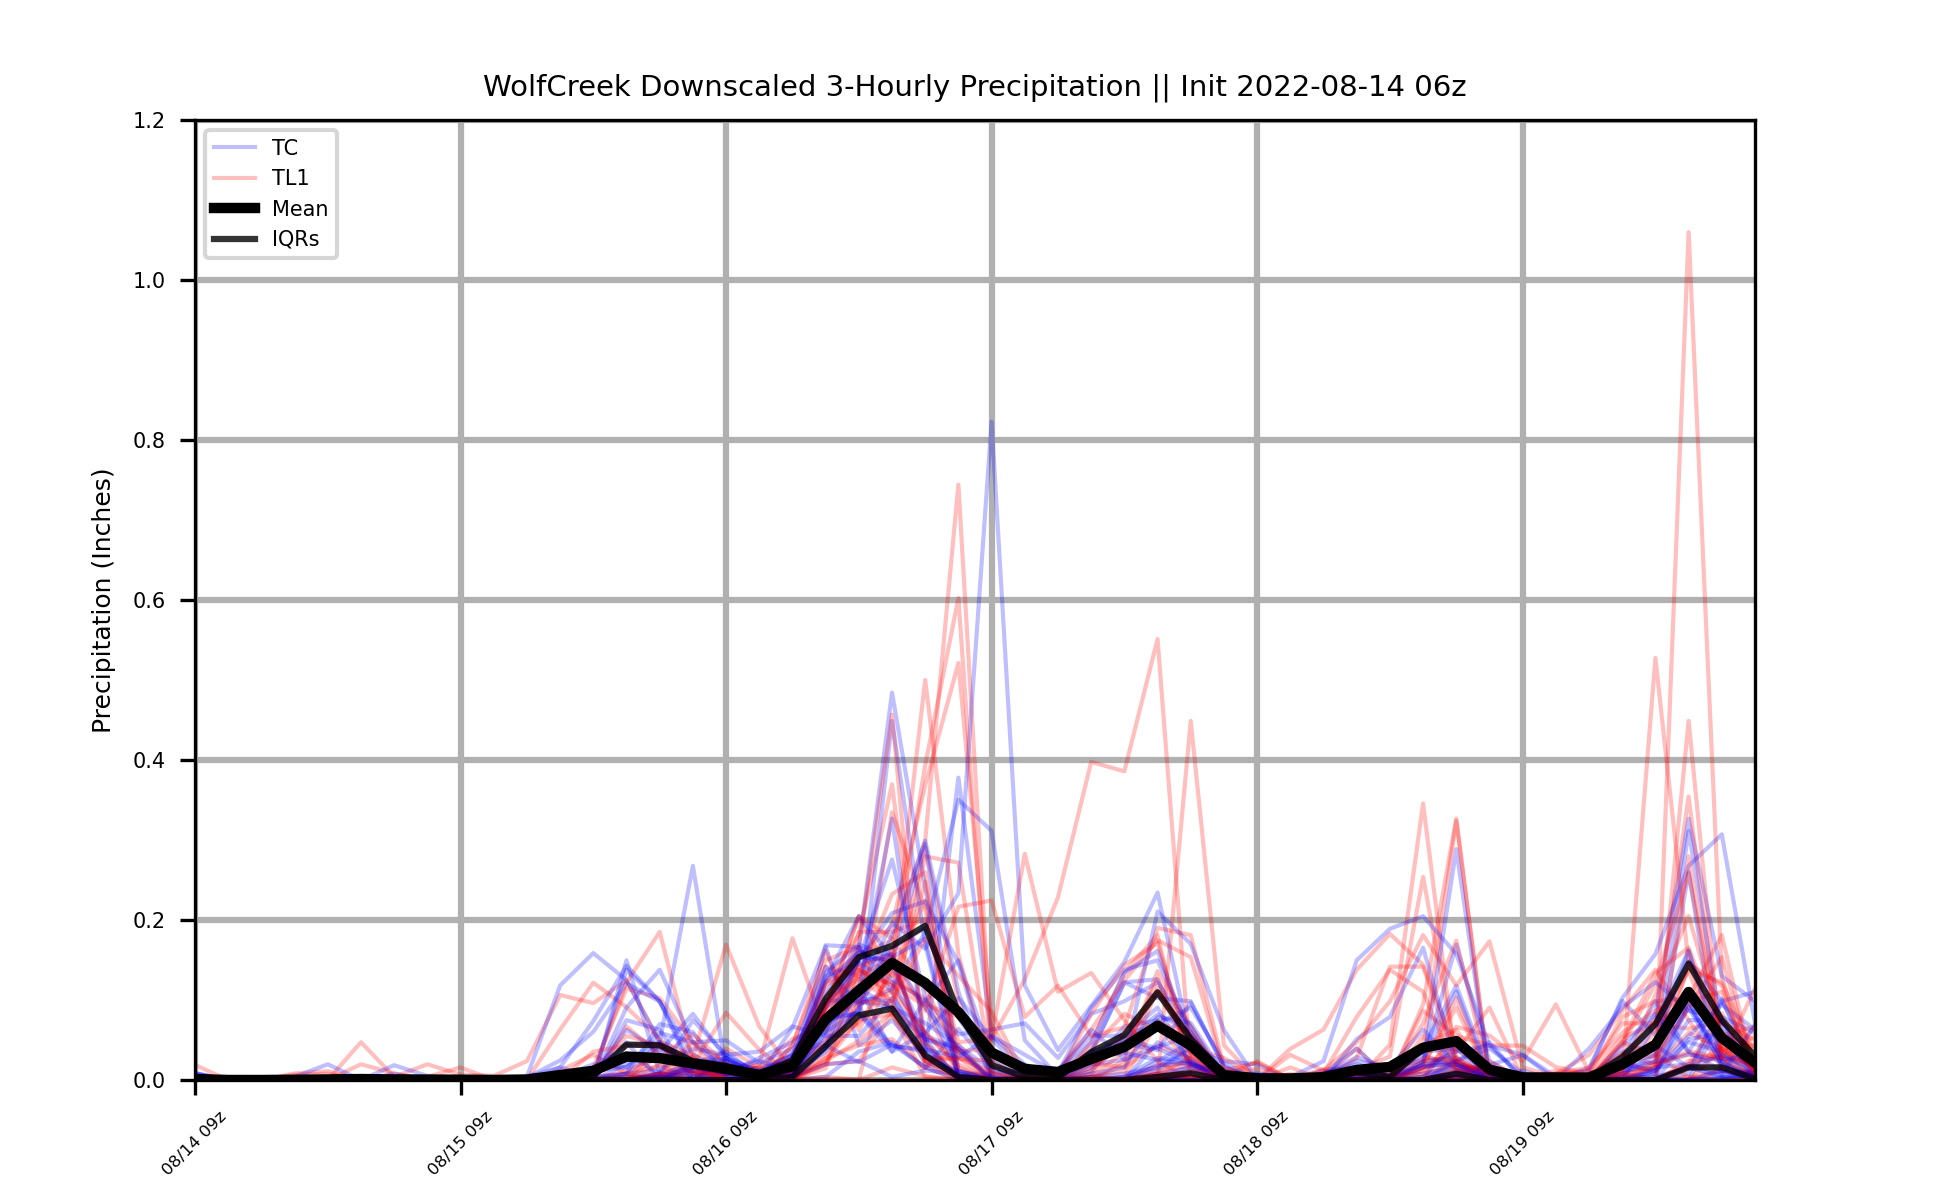 WolfCreek Downscaled 3-Hourly Precipitation || Init 2022-08-14 06z
1.2
1.0
0.8
0.6
0.4
0.2
0.0
Precipitation (Inches)
TC
TL1
Mean
IQRs
08/14 09z
08/15 09z
08/16 09z
08/17 09z
08/18 09z
08/19 09z